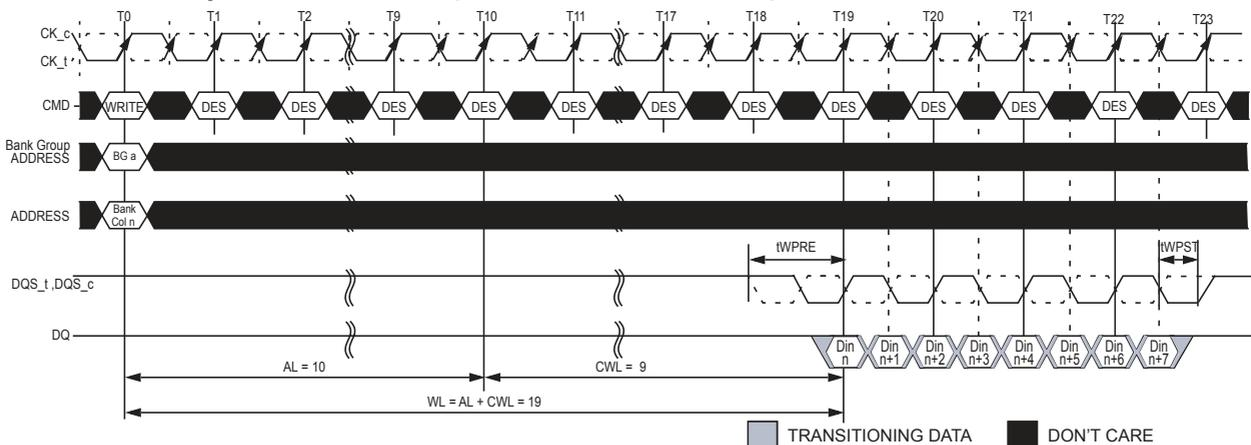 T0 T1 T2 T9 T10 T11 T17 T18 T19 T20 T21 T22 T23
CK_c
CK_t
CMD WRITE DES DES DES DES DES DES DES DES DES DES DES DES
Bank Group
ADDRESS BG a
ADDRESS Bank
Col n
tWPRE tWPST
DQS_t ,DQS_c
DQ Din Din Din Din Din Din Din Din
n n+1 n+2 n+3 n+4 n+5 n+6 n+7
AL = 10 CWL = 9
WL = AL + CWL = 19
TRANSITIONING DATA DON'T CARE